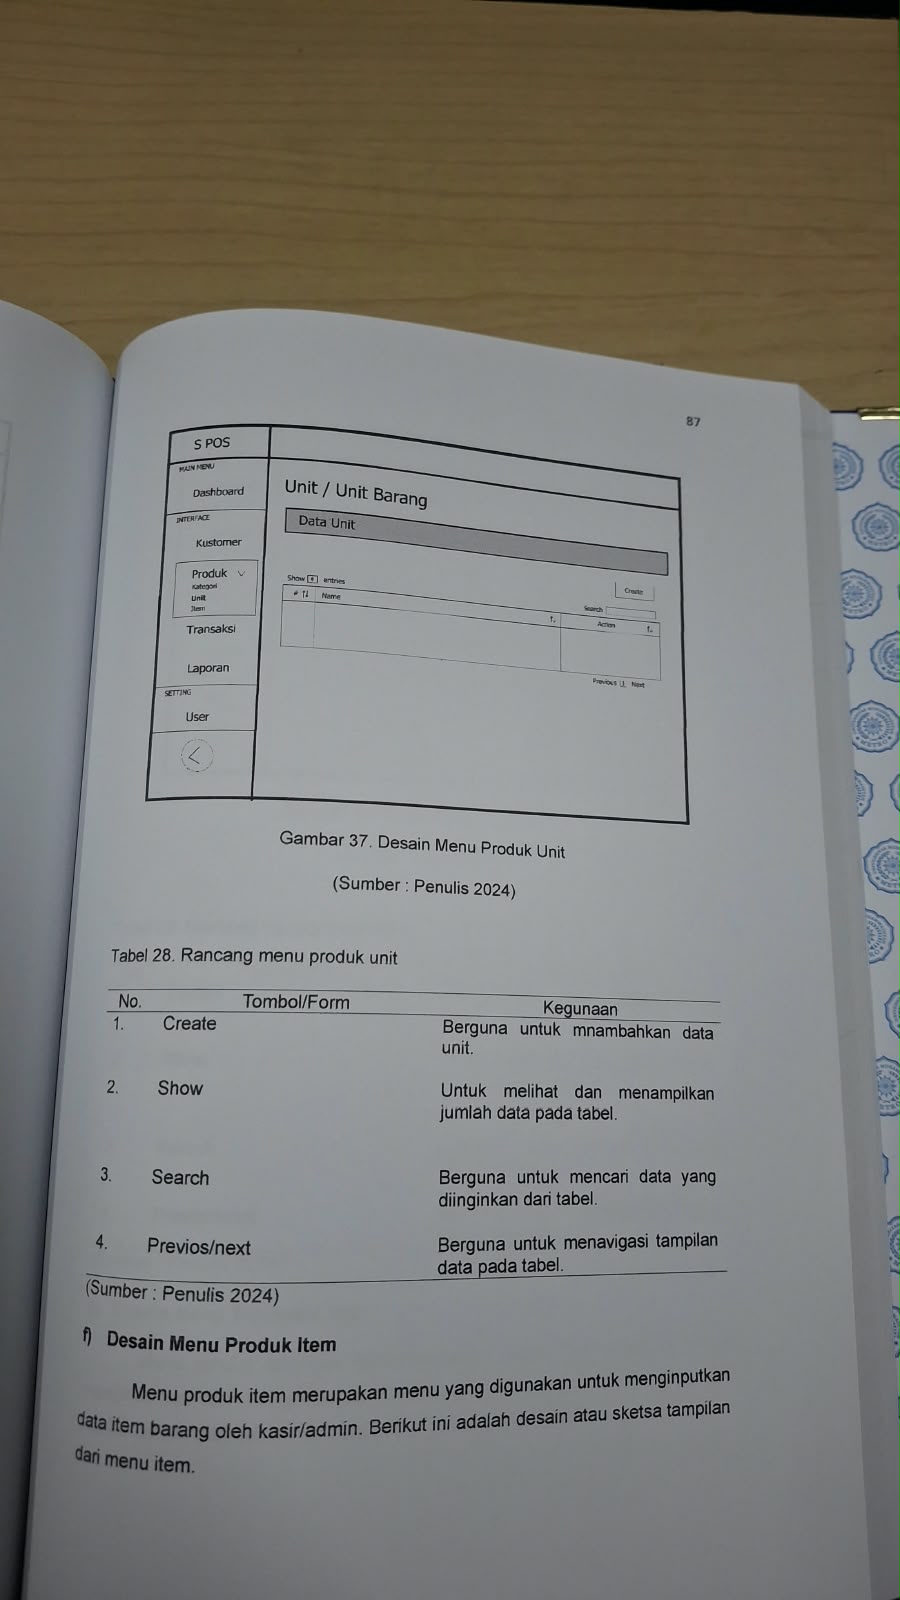 87
S POS
MAIN MENU
Dashboard
INTERFACE
Kustomer
Produk
Kategori
Unit
Item
Transaksi
Laporan
SETTING
User
Unit / Unit Barang
Data Unit
Create
Show entries
Search
# Name Action
Previous 1 Next
Gambar 37. Desain Menu Produk Unit
(Sumber : Penulis 2024)
Tabel 28. Rancang menu produk unit
No. Tombol/Form Kegunaan
1. Create Berguna untuk mnambahkan data
unit.
2. Show Untuk melihat dan menampilkan
jumlah data pada tabel.
3. Search Berguna untuk mencari data yang
diinginkan dari tabel.
4. Previos/next Berguna untuk menavigasi tampilan
data pada tabel.
(Sumber : Penulis 2024)
f) Desain Menu Produk Item
Menu produk item merupakan menu yang digunakan untuk menginputkan
data item barang oleh kasir/admin. Berikut ini adalah desain atau sketsa tampilan
dari menu item.